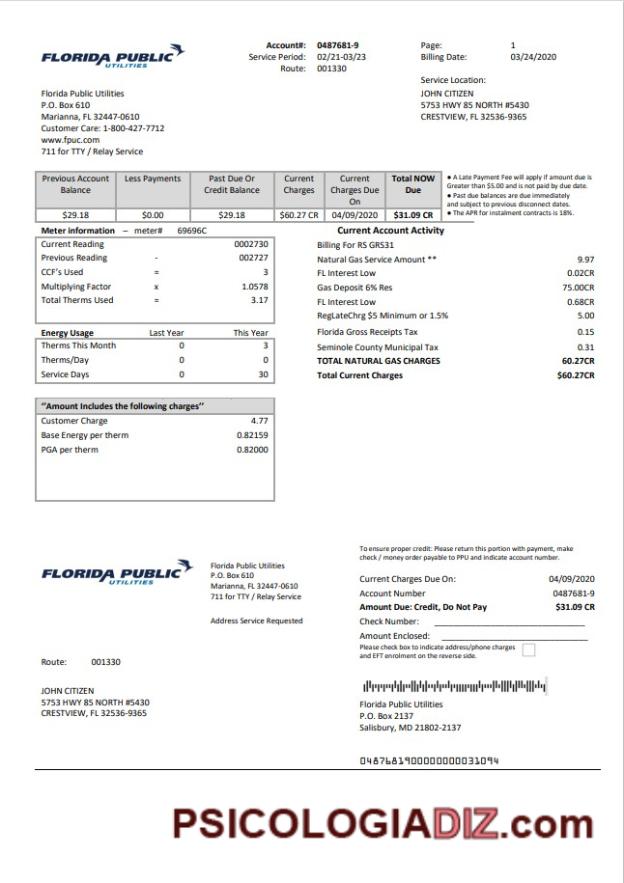 FLORIDA PUBLIC
UTILITIES
Account#: 0487681-9
Service Period: 02/21-03/23
Route: 001330
Page: 1
Billing Date: 03/24/2020
Service Location:
JOHN CITIZEN
5753 HWY 85 NORTH #5430
CRESTVIEW, FL 32536-9365
Florida Public Utilities
P.O. Box 610
Marianna, FL 32447-0610
Customer Care: 1-800-427-7712
www.fpuc.com
711 for TTY / Relay Service
Previous Account Balance
Less Payments
Past Due Or Credit Balance
Current Charges
Current Charges Due On
Total NOW Due
$29.18 $0.00 $29.18 $60.27 CR 04/09/2020 $31.09 CR
● A Late Payment Fee will apply if amount due is
Greater than $5.00 and is not paid by due date.
● Past due balances are due immediately
and subject to previous disconnect dates.
● The APR for instalment contracts is 18%.
Meter information – meter# 69696C
Current Reading 0002730
Previous Reading - 002727
CCF's Used = 3
Multiplying Factor x 1.0578
Total Therms Used = 3.17
Energy Usage Last Year This Year
Therms This Month 0 3
Therms/Day 0 0
Service Days 0 30
Current Account Activity
Billing For RS GRS31
Natural Gas Service Amount ** 9.97
FL Interest Low 0.02CR
Gas Deposit 6% Res 75.00CR
FL Interest Low 0.68CR
RegLateChrg $5 Minimum or 1.5% 5.00
Florida Gross Receipts Tax 0.15
Seminole County Municipal Tax 0.31
TOTAL NATURAL GAS CHARGES 60.27CR
Total Current Charges $60.27CR
“Amount Includes the following charges”
Customer Charge 4.77
Base Energy per therm 0.82159
PGA per therm 0.82000
FLORIDA PUBLIC
UTILITIES
Florida Public Utilities
P.O. Box 610
Marianna, FL 32447-0610
711 for TTY / Relay Service
Address Service Requested
Route: 001330
JOHN CITIZEN
5753 HWY 85 NORTH #5430
CRESTVIEW, FL 32536-9365
To ensure proper credit: Please return this portion with payment, make
check / money order payable to PPU and indicate account number.
Current Charges Due On: 04/09/2020
Account Number 0487681-9
Amount Due: Credit, Do Not Pay $31.09 CR
Check Number:
Amount Enclosed:
Please check box to indicate address/phone charges
and EFT enrolment on the reverse side.
Florida Public Utilities
P.O. Box 2137
Salisbury, MD 21802-2137
PSICOLOGIADIZ.com